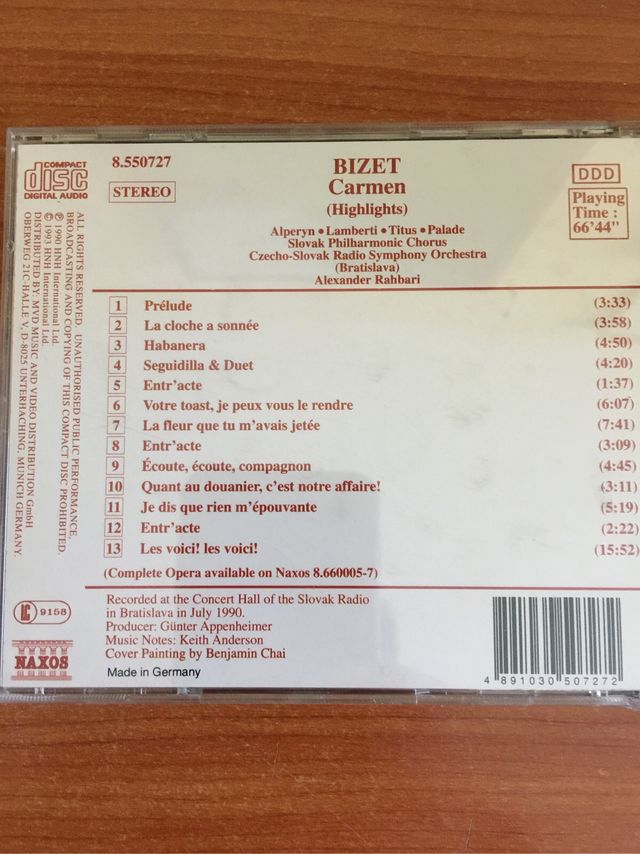 COMPACT
disc
DIGITAL AUDIO
8.550727
STEREO
BIZET
Carmen
(Highlights)
DDD
Playing
Time :
66'44"
Alperyn • Lamberti • Titus • Palade
Slovak Philharmonic Chorus
Czecho-Slovak Radio Symphony Orchestra
(Bratislava)
Alexander Rahbari
1 Prélude (3:33)
2 La cloche a sonnée (3:58)
3 Habanera (4:50)
4 Seguidilla & Duet (4:20)
5 Entr'acte (1:37)
6 Votre toast, je peux vous le rendre (6:07)
7 La fleur que tu m'avais jetée (7:41)
8 Entr'acte (3:09)
9 Écoute, écoute, compagnon (4:45)
10 Quant au douanier, c'est notre affaire! (3:11)
11 Je dis que rien m'épouvante (5:19)
12 Entr'acte (2:22)
13 Les voici! les voici! (15:52)
(Complete Opera available on Naxos 8.660005-7)
Recorded at the Concert Hall of the Slovak Radio
in Bratislava in July 1990.
Producer: Günter Appenheimer
Music Notes: Keith Anderson
Cover Painting by Benjamin Chai
Made in Germany
ALL RIGHTS RESERVED. UNAUTHORISED PUBLIC PERFORMANCE,
BROADCASTING AND COPYING OF THIS COMPACT DISC PROHIBITED.
℗ 1990 HNH International Ltd.
© 1993 HNH International Ltd.
DISTRIBUTED BY: MVD MUSIC AND VIDEO DISTRIBUTION GmbH
OBERWEG 21C-HALLE V, D-8025 UNTERHACHING, MUNICH GERMANY.
LC 9158
NAXOS
4 891030 507272